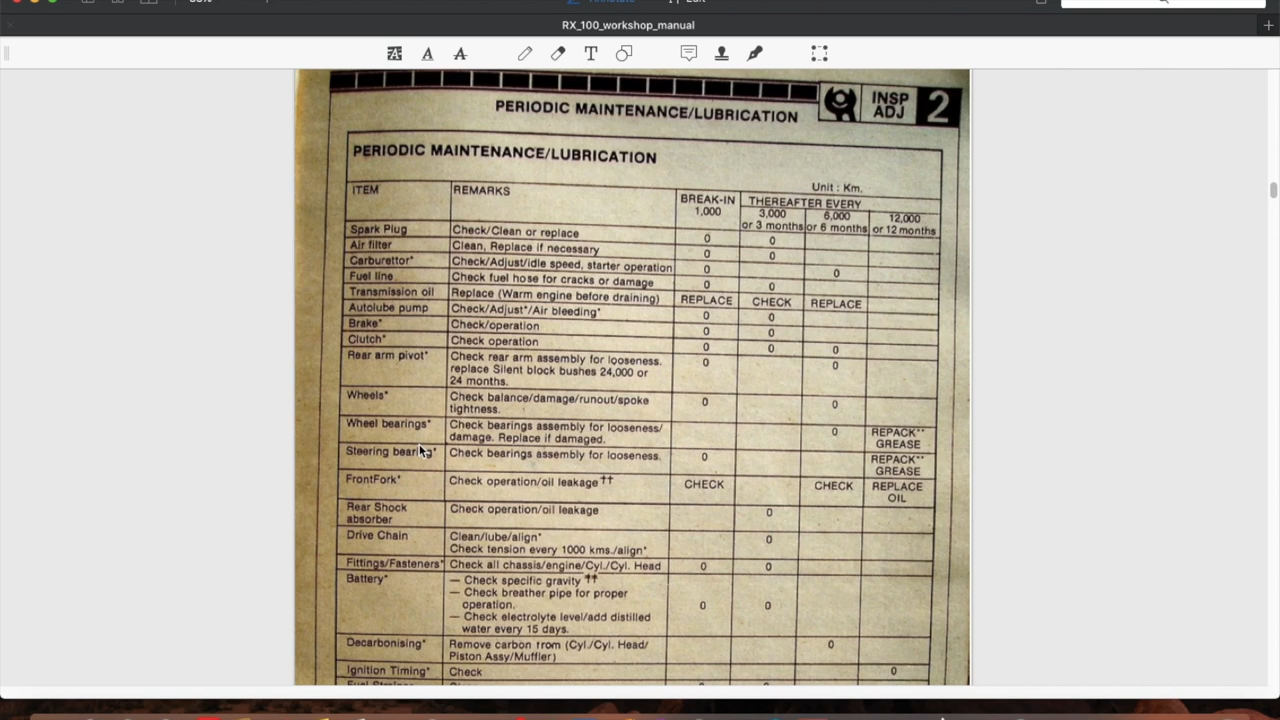 RX_100_workshop_manual
PERIODIC MAINTENANCE/LUBRICATION
INSP
ADJ
2
PERIODIC MAINTENANCE/LUBRICATION
Unit : Km.
ITEM REMARKS BREAK-IN 1,000 THEREAFTER EVERY
3,000 or 3 months 6,000 or 6 months 12,000 or 12 months
Spark Plug Check/Clean or replace 0 0
Air filter Clean, Replace if necessary 0 0
Carburettor* Check/Adjust/idle speed, starter operation 0 0
Fuel line Check fuel hose for cracks or damage 0 0
Transmission oil Replace (Warm engine before draining) REPLACE CHECK REPLACE
Autolube pump Check/Adjust*/Air bleeding* 0 0
Brake* Check/operation 0 0
Clutch* Check operation 0 0 0
Rear arm pivot* Check rear arm assembly for looseness. 0 0
replace Silent block bushes 24,000 or
24 months.
Wheels* Check balance/damage/runout/spoke 0 0
tightness.
Wheel bearings* Check bearings assembly for looseness/ 0 REPACK**
damage. Replace if damaged. GREASE
Steering bearing* Check bearings assembly for looseness. 0 REPACK**
GREASE
FrontFork* Check operation/oil leakage†† CHECK CHECK REPLACE
OIL
Rear Shock Check operation/oil leakage 0
absorber
Drive Chain Clean/lube/align* 0
Check tension every 1000 kms./align*
Fittings/Fasteners* Check all chassis/engine/Cyl./Cyl. Head 0 0
Battery* — Check specific gravity ††
— Check breather pipe for proper
operation. 0 0
— Check electrolyte level/add distilled
water every 15 days.
Decarbonising* Remove carbon from (Cyl./Cyl. Head/ 0
Piston Assy/Muffler)
Ignition Timing* Check 0